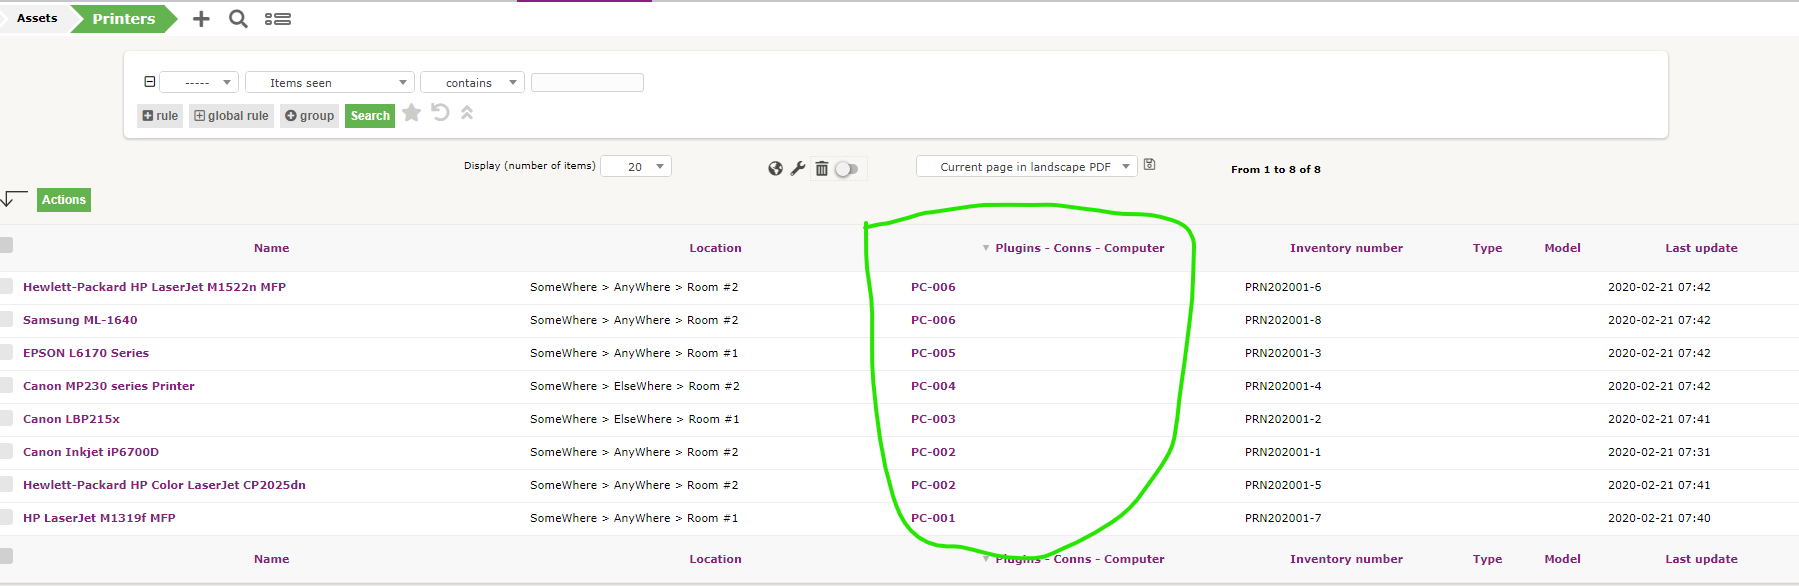 Assets Printers
----- Items seen contains
rule global rule group Search
Display (number of items) 20 Current page in landscape PDF From 1 to 8 of 8
Actions
Name Location Plugins - Conns - Computer Inventory number Type Model Last update
Hewlett-Packard HP LaserJet M1522n MFP SomeWhere > AnyWhere > Room #2 PC-006 PRN202001-6 2020-02-21 07:42
Samsung ML-1640 SomeWhere > AnyWhere > Room #2 PC-006 PRN202001-8 2020-02-21 07:42
EPSON L6170 Series SomeWhere > AnyWhere > Room #1 PC-005 PRN202001-3 2020-02-21 07:42
Canon MP230 series Printer SomeWhere > ElseWhere > Room #2 PC-004 PRN202001-4 2020-02-21 07:42
Canon LBP215x SomeWhere > ElseWhere > Room #1 PC-003 PRN202001-2 2020-02-21 07:41
Canon Inkjet iP6700D SomeWhere > AnyWhere > Room #2 PC-002 PRN202001-1 2020-02-21 07:31
Hewlett-Packard HP Color LaserJet CP2025dn SomeWhere > AnyWhere > Room #2 PC-002 PRN202001-5 2020-02-21 07:41
HP LaserJet M1319f MFP SomeWhere > AnyWhere > Room #1 PC-001 PRN202001-7 2020-02-21 07:40
Name Location Plugins - Conns - Computer Inventory number Type Model Last update